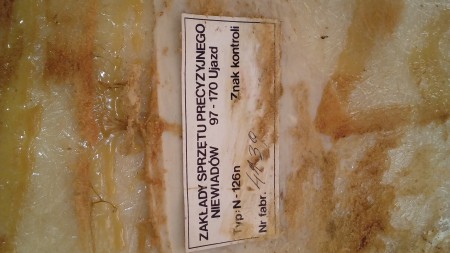 ZAKŁADY SPRZĘTU PRECYZYJNEGO
NIEWIADÓW 97-170 Ujazd
Typ: N-126n Znak kontroli
Nr fabr.